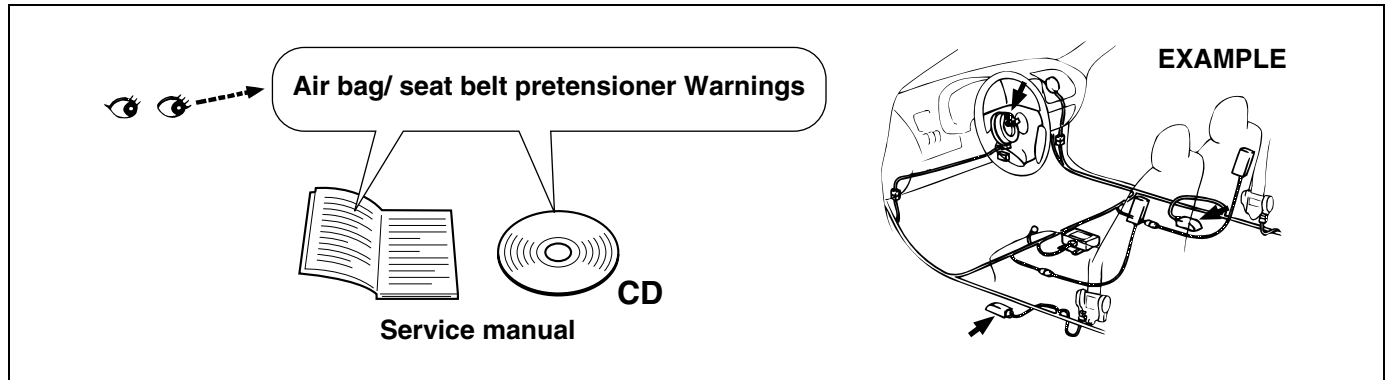 Air bag/ seat belt pretensioner Warnings
EXAMPLE
CD
Service manual